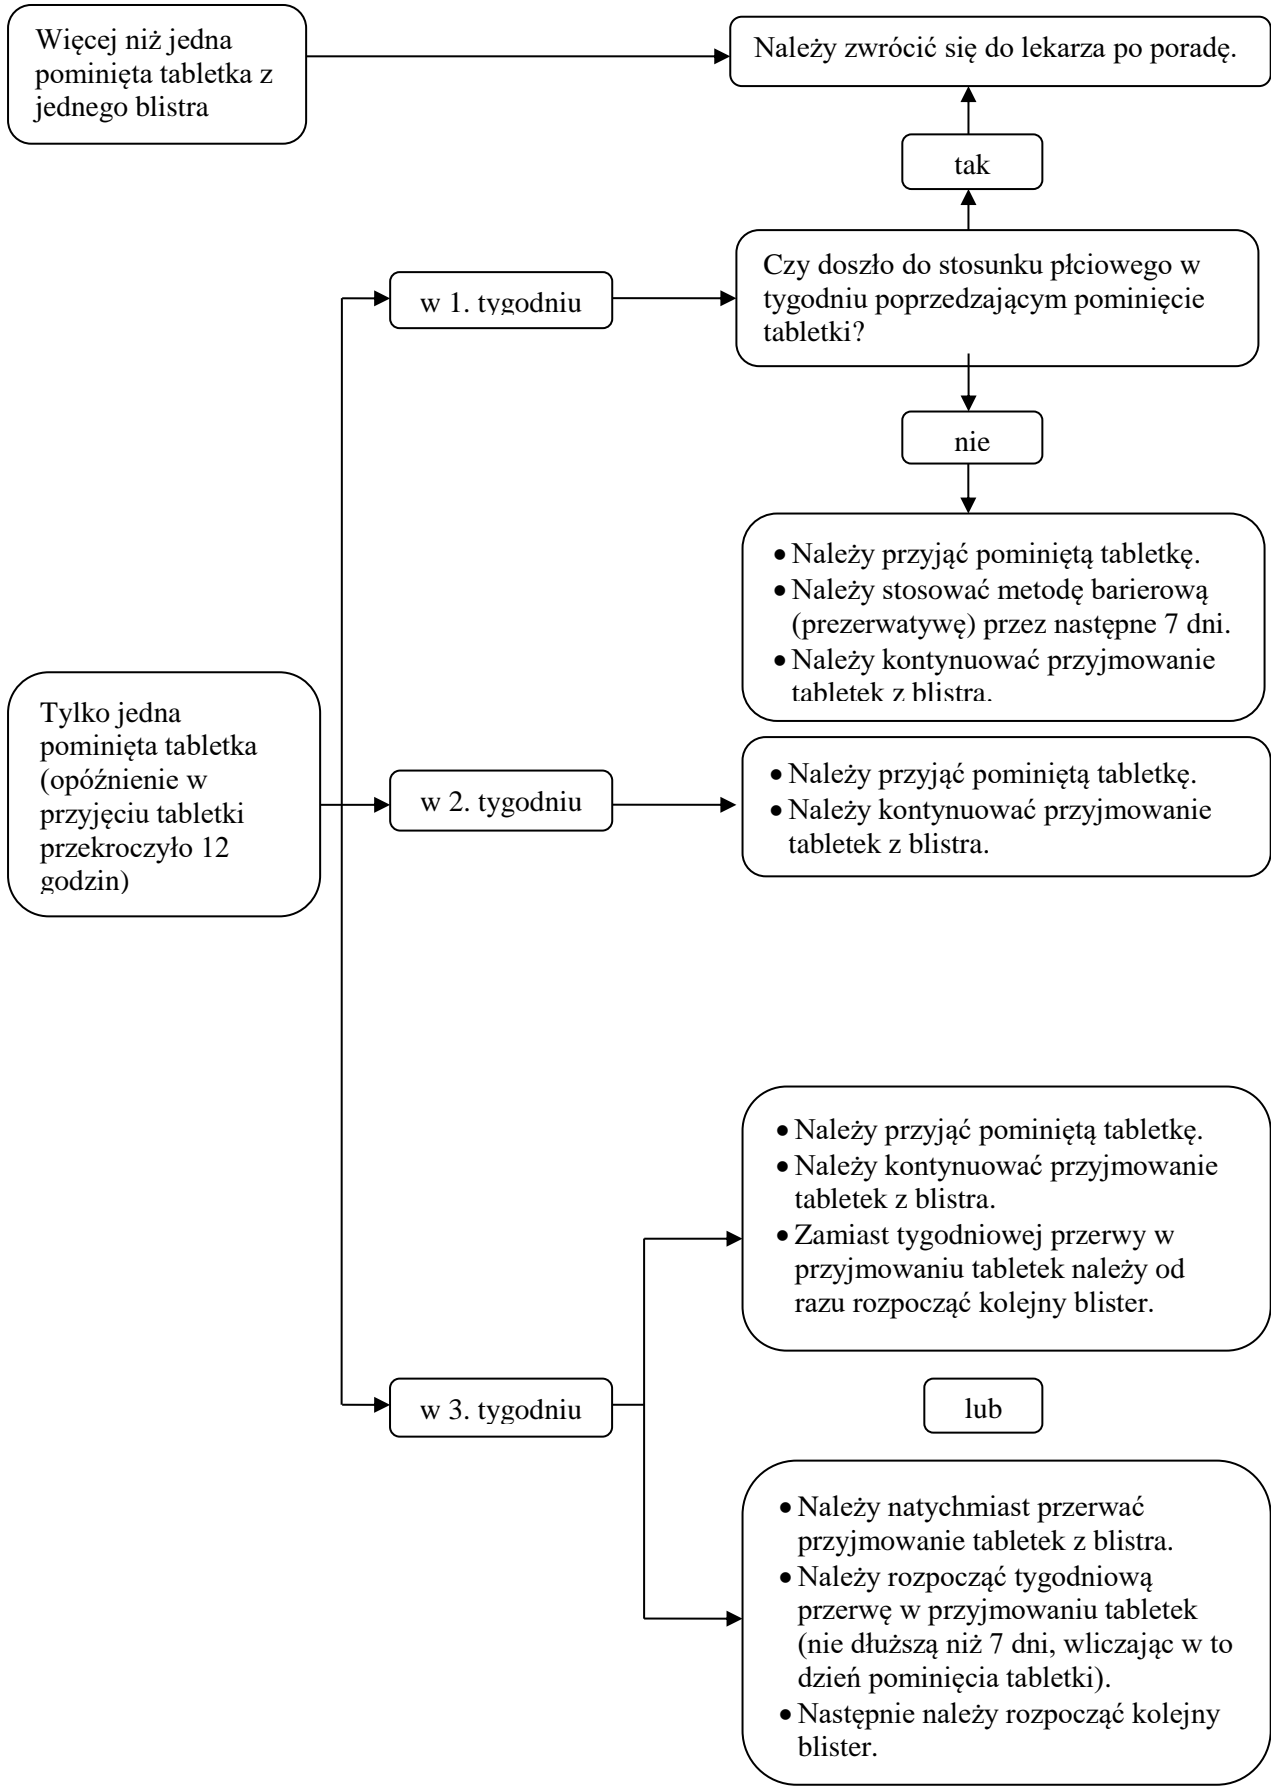 Więcej niż jedna
pominięta tabletka z
jednego blistra
Należy zwrócić się do lekarza po poradę.
tak
Czy doszło do stosunku płciowego w
tygodniu poprzedzającym pominięcie
tabletki?
w 1. tygodniu
nie
• Należy przyjąć pominiętą tabletkę.
• Należy stosować metodę barierową
(prezerwatywę) przez następne 7 dni.
• Należy kontynuować przyjmowanie
tabletek z blistra.
Tylko jedna
pominięta tabletka
(opóźnienie w
przyjęciu tabletki
przekroczyło 12
godzin)
w 2. tygodniu
• Należy przyjąć pominiętą tabletkę.
• Należy kontynuować przyjmowanie
tabletek z blistra.
• Należy przyjąć pominiętą tabletkę.
• Należy kontynuować przyjmowanie
tabletek z blistra.
• Zamiast tygodniowej przerwy w
przyjmowaniu tabletek należy od
razu rozpocząć kolejny blister.
w 3. tygodniu
lub
• Należy natychmiast przerwać
przyjmowanie tabletek z blistra.
• Należy rozpocząć tygodniową
przerwę w przyjmowaniu tabletek
(nie dłuższą niż 7 dni, wliczając w to
dzień pominięcia tabletki).
• Następnie należy rozpocząć kolejny
blister.